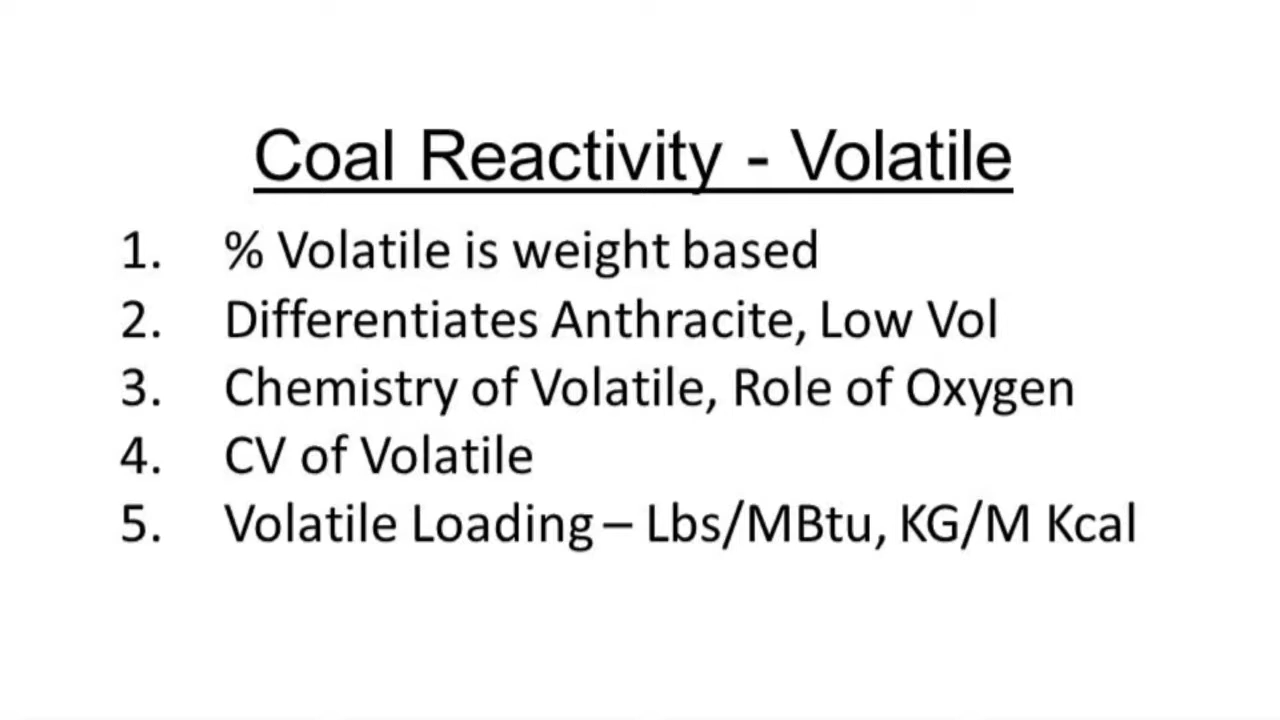 Coal Reactivity - Volatile
1. % Volatile is weight based
2. Differentiates Anthracite, Low Vol
3. Chemistry of Volatile, Role of Oxygen
4. CV of Volatile
5. Volatile Loading – Lbs/MBtu, KG/M Kcal